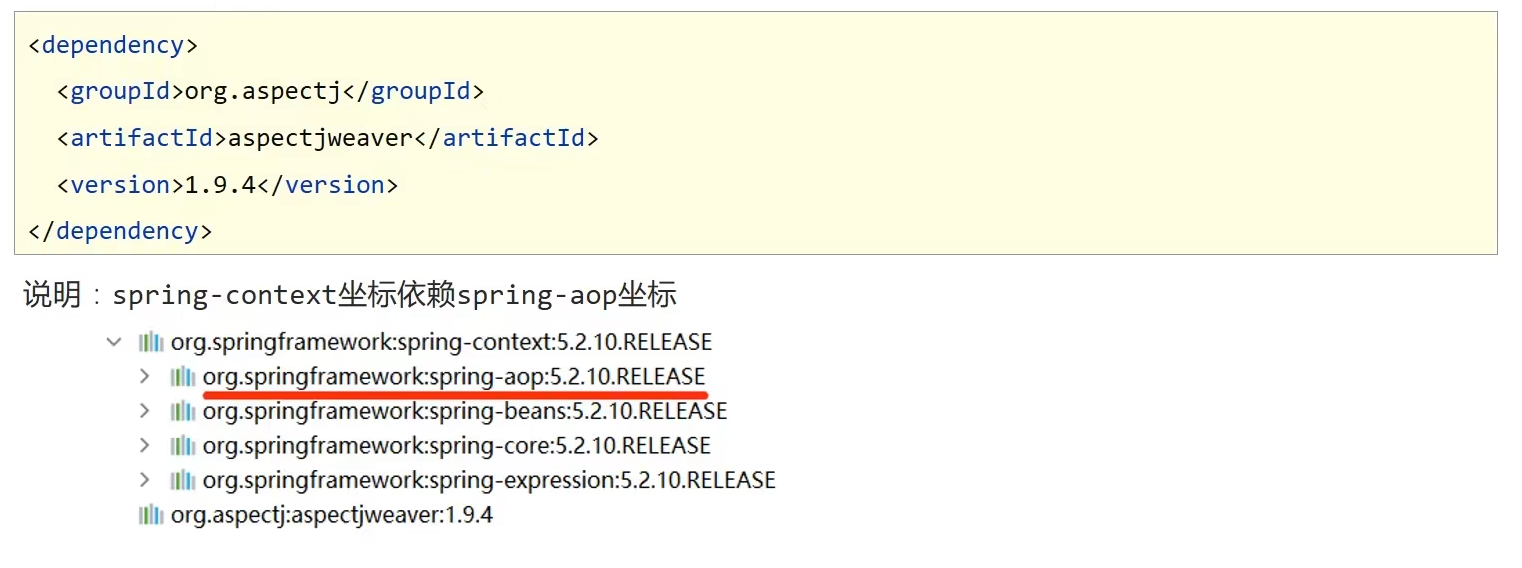 <dependency>
<groupId>org.aspectj</groupId>
<artifactId>aspectjweaver</artifactId>
<version>1.9.4</version>
</dependency>
说明：spring-context坐标依赖spring-aop坐标
org.springframework:spring-context:5.2.10.RELEASE
org.springframework:spring-aop:5.2.10.RELEASE
org.springframework:spring-beans:5.2.10.RELEASE
org.springframework:spring-core:5.2.10.RELEASE
org.springframework:spring-expression:5.2.10.RELEASE
org.aspectj:aspectjweaver:1.9.4